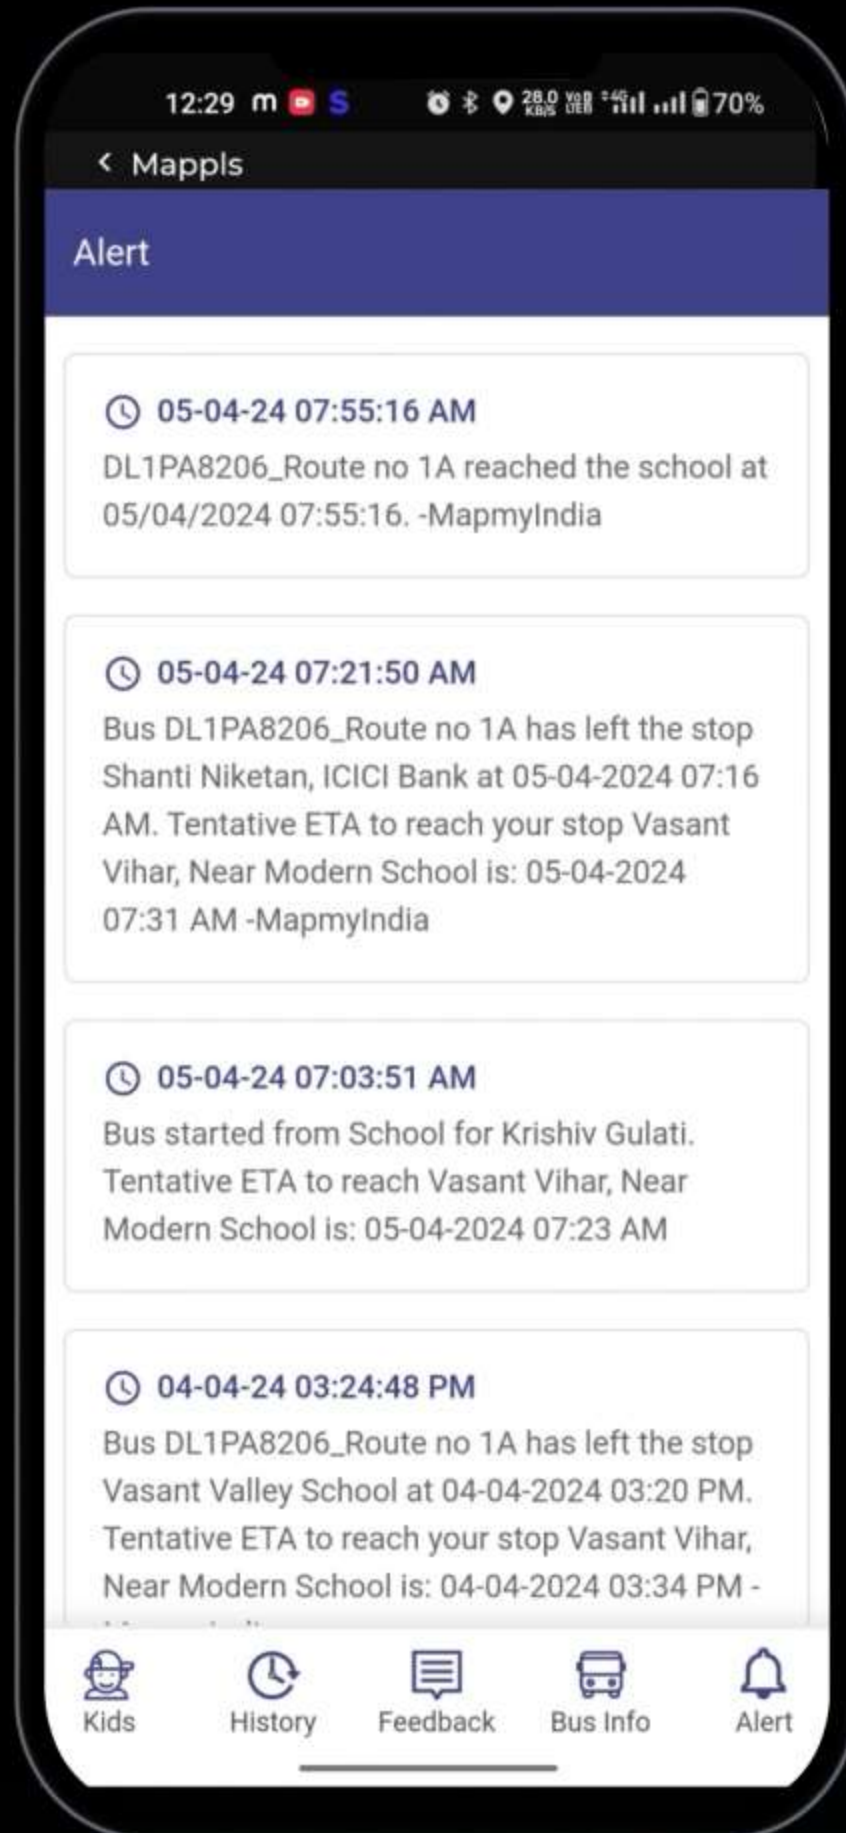 12:29 m S 28.0 KB/S Vo LTE 4G 70%
< Mappls
Alert
05-04-24 07:55:16 AM
DL1PA8206_Route no 1A reached the school at
05/04/2024 07:55:16. -MapmyIndia
05-04-24 07:21:50 AM
Bus DL1PA8206_Route no 1A has left the stop
Shanti Niketan, ICICI Bank at 05-04-2024 07:16
AM. Tentative ETA to reach your stop Vasant
Vihar, Near Modern School is: 05-04-2024
07:31 AM -MapmyIndia
05-04-24 07:03:51 AM
Bus started from School for Krishiv Gulati.
Tentative ETA to reach Vasant Vihar, Near
Modern School is: 05-04-2024 07:23 AM
04-04-24 03:24:48 PM
Bus DL1PA8206_Route no 1A has left the stop
Vasant Valley School at 04-04-2024 03:20 PM.
Tentative ETA to reach your stop Vasant Vihar,
Near Modern School is: 04-04-2024 03:34 PM -
Kids History Feedback Bus Info Alert